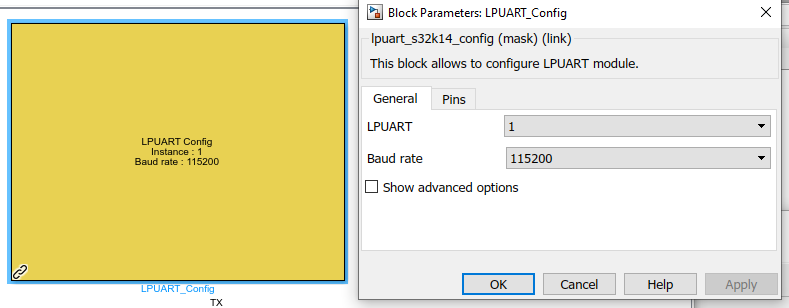 LPUART Config
Instance : 1
Baud rate : 115200
LPUART_Config
TX
Block Parameters: LPUART_Config
lpuart_s32k14_config (mask) (link)
This block allows to configure LPUART module.
General
Pins
LPUART
1
Baud rate
115200
Show advanced options
OK
Cancel
Help
Apply